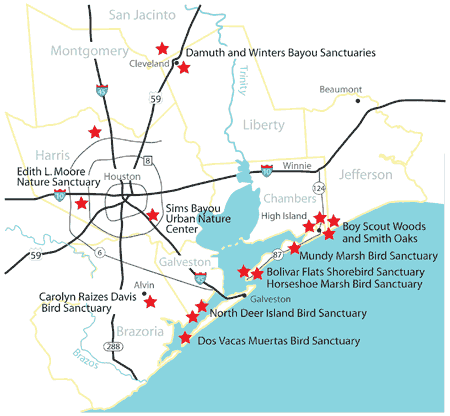 San Jacinto
Montgomery
Cleveland
Damuth and Winters Bayou Sanctuaries
Trinity
45
59
Beaumont
Liberty
Harris
8
Jefferson
Edith L. Moore
Nature Sanctuary
Houston
10
Winnie
10
124
Chambers
Sims Bayou
Urban Nature
Center
High Island
Boy Scout Woods
and Smith Oaks
59
6
87
Mundy Marsh Bird Sanctuary
Galveston
45
Bolivar Flats Shorebird Sanctuary
Horseshoe Marsh Bird Sanctuary
Alvin
Galveston
Carolyn Raizes Davis
Bird Sanctuary
North Deer Island Bird Sanctuary
Brazoria
Brazos
288
Dos Vacas Muertas Bird Sanctuary